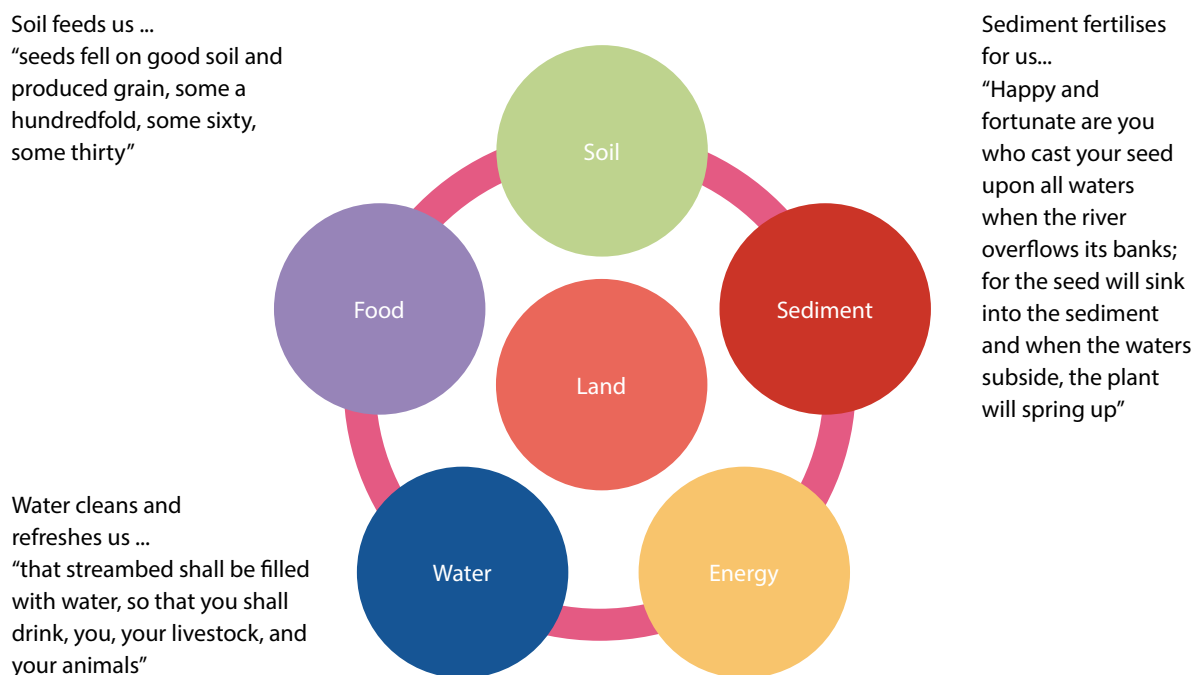 Soil feeds us ...
“seeds fell on good soil and
produced grain, some a
hundredfold, some sixty,
some thirty”
Sediment fertilises
for us...
“Happy and
fortunate are you
who cast your seed
upon all waters
when the river
overflows its banks;
for the seed will sink
into the sediment
and when the waters
subside, the plant
will spring up”
Soil
Food
Sediment
Land
Water cleans and
refreshes us ...
“that streambed shall be filled
with water, so that you shall
drink, you, your livestock, and
your animals”
Water
Energy